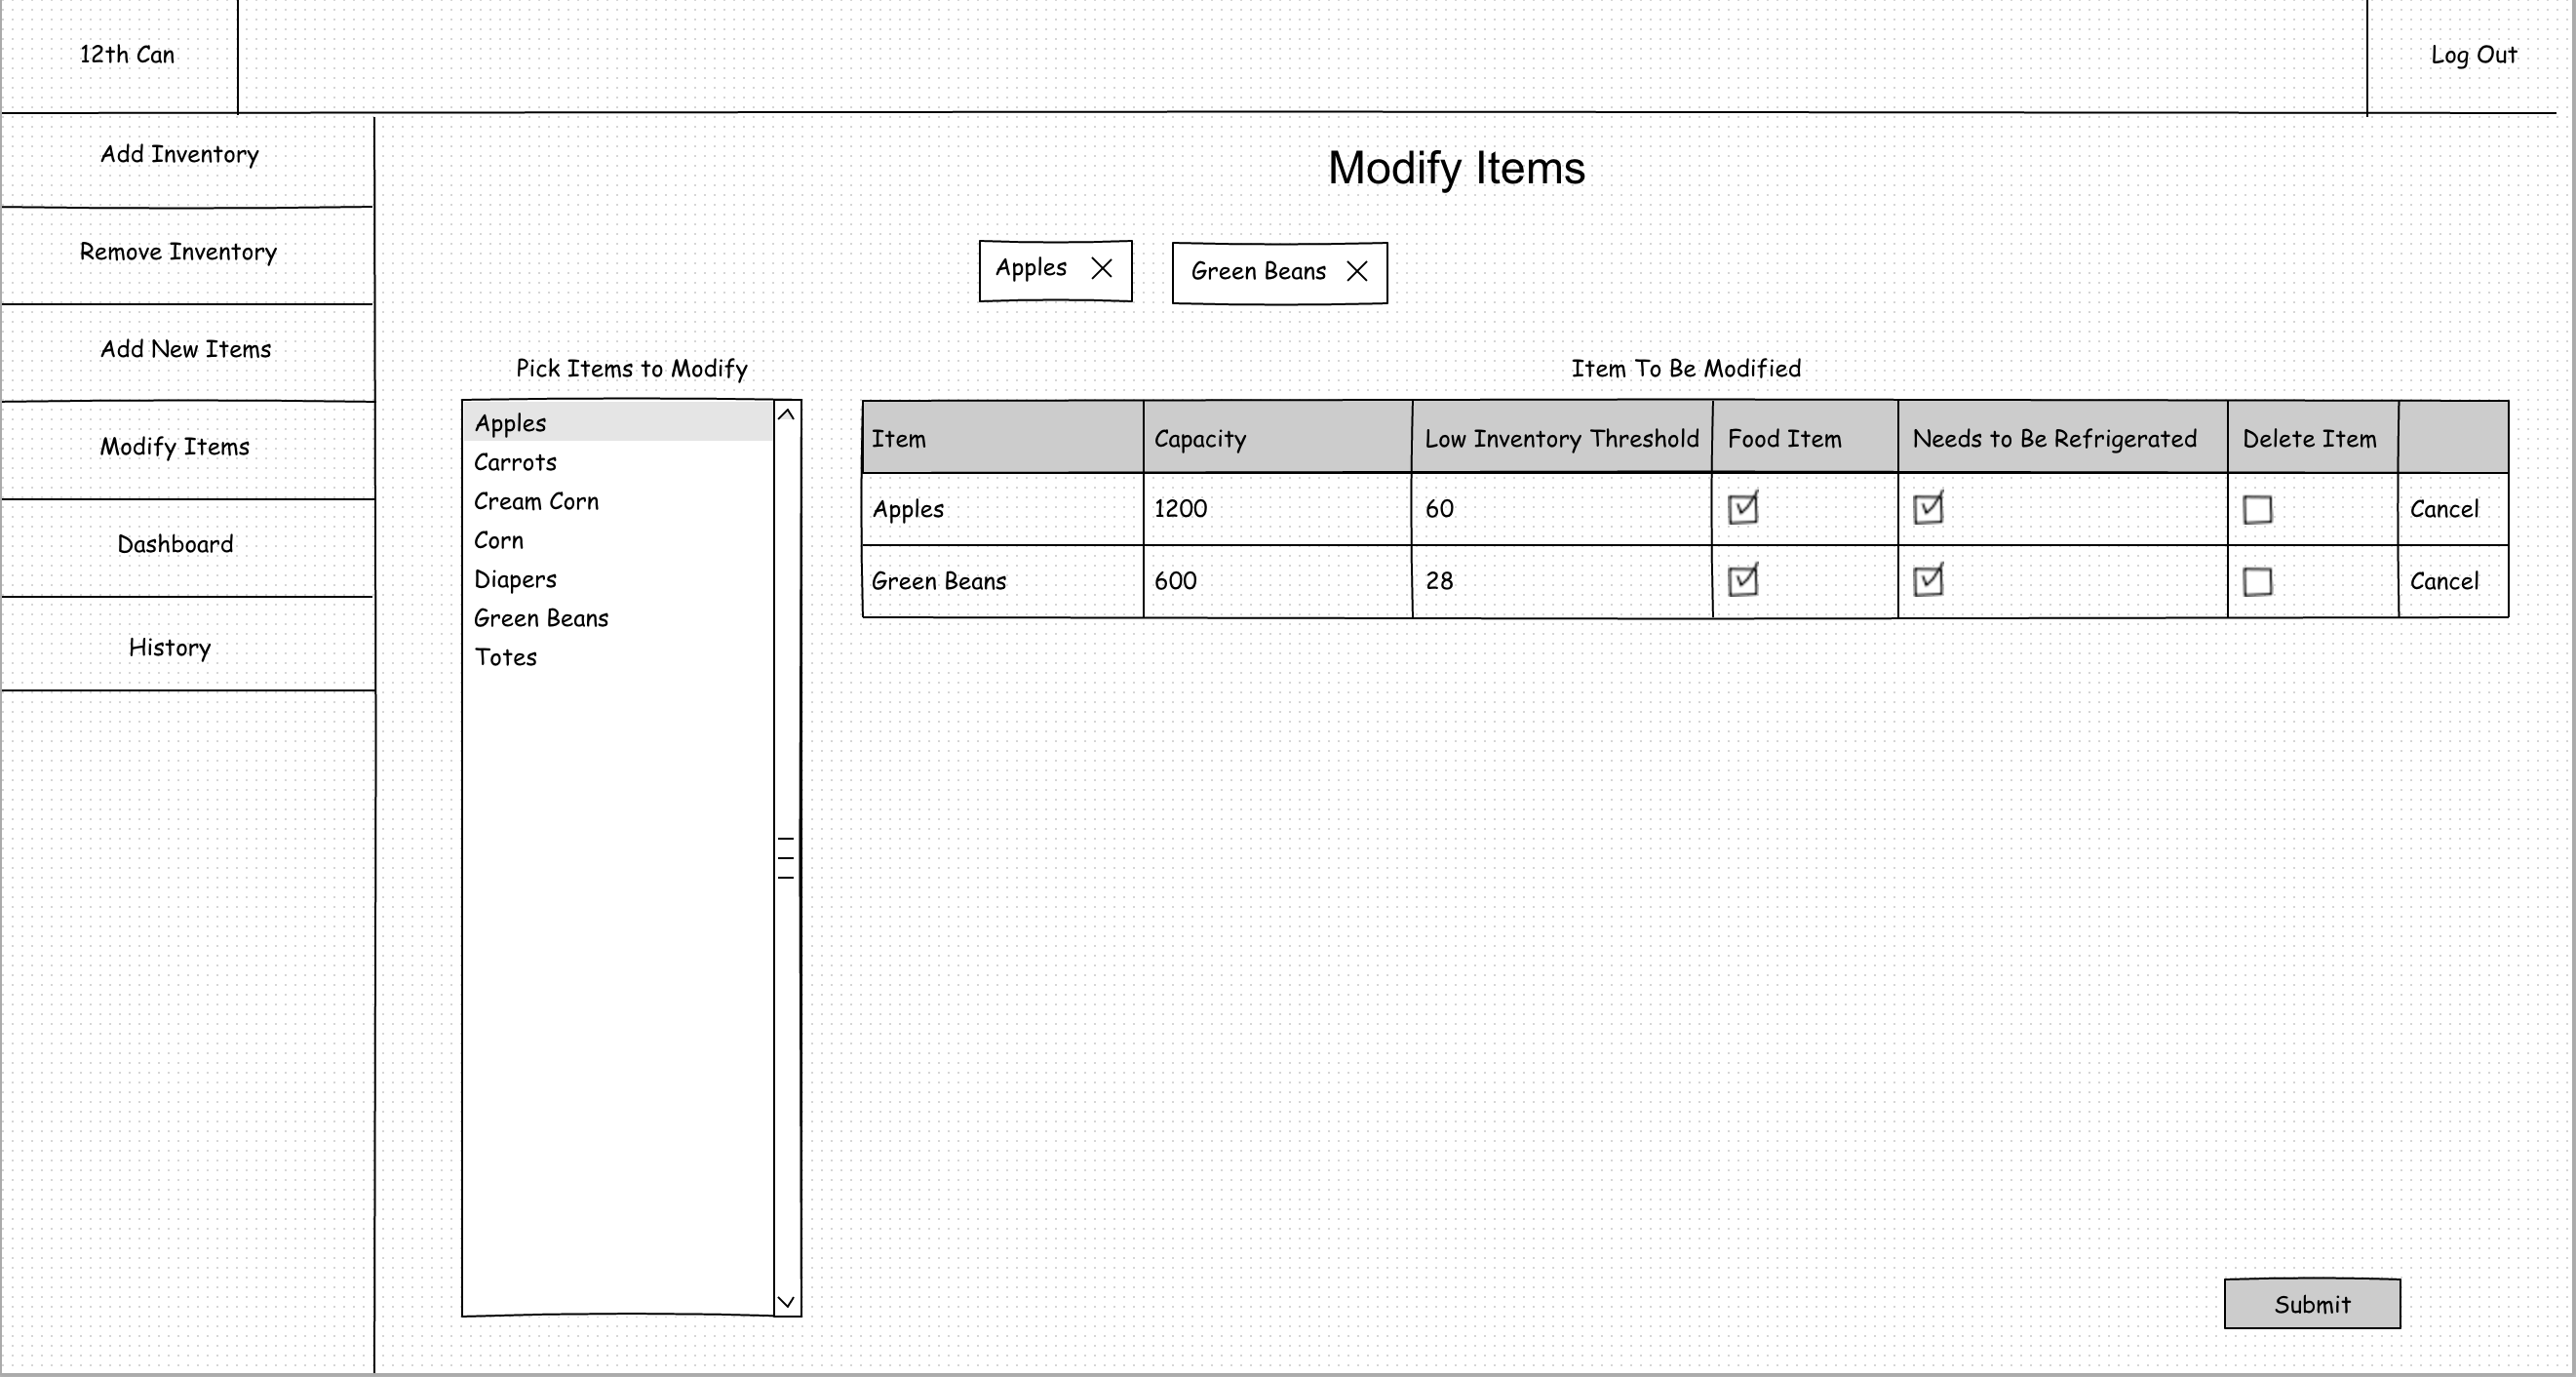 12th Can
Log Out
Add Inventory
Remove Inventory
Add New Items
Modify Items
Dashboard
History
Modify Items
Apples
Green Beans
Pick Items to Modify
Apples
Carrots
Cream Corn
Corn
Diapers
Green Beans
Totes
Item To Be Modified
Item Capacity Low Inventory Threshold Food Item Needs to Be Refrigerated Delete Item
Apples 1200 60 Cancel
Green Beans 600 28 Cancel
Submit